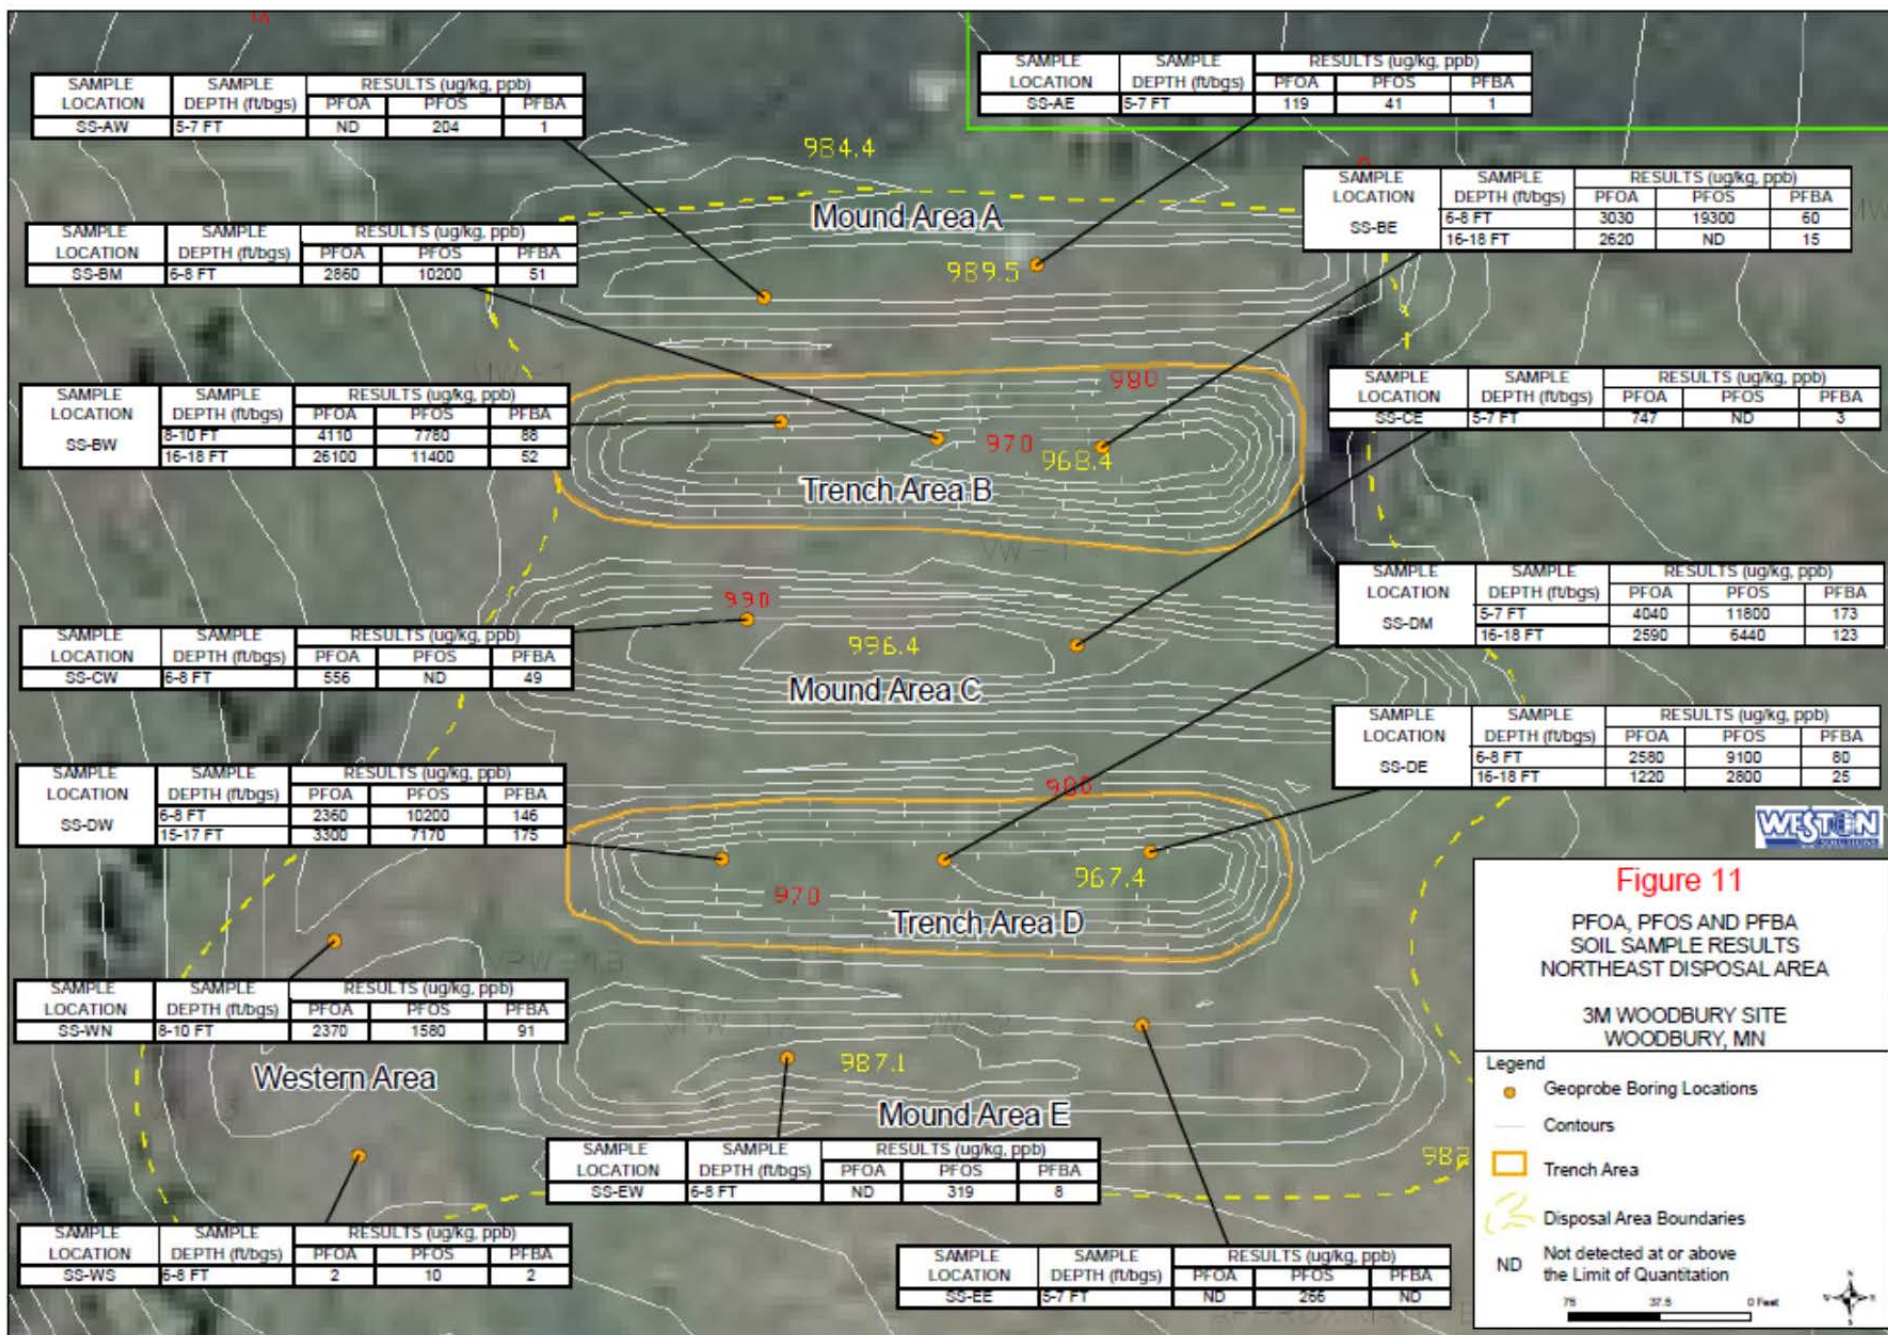 SAMPLE LOCATION SAMPLE DEPTH (ft/bgs) RESULTS (ug/kg, ppb)
PFOA PFOS PFBA
SS-AW 5-7 FT ND 204 1
SAMPLE LOCATION SAMPLE DEPTH (ft/bgs) RESULTS (ug/kg, ppb)
PFOA PFOS PFBA
SS-AE 5-7 FT 119 41 1
984.4
Mound Area A
989.5
SAMPLE LOCATION SAMPLE DEPTH (ft/bgs) RESULTS (ug/kg, ppb)
PFOA PFOS PFBA
SS-BE 6-8 FT 3030 19300 60
16-18 FT 2620 ND 15
SAMPLE LOCATION SAMPLE DEPTH (ft/bgs) RESULTS (ug/kg, ppb)
PFOA PFOS PFBA
SS-BM 6-8 FT 2860 10200 51
SAMPLE LOCATION SAMPLE DEPTH (ft/bgs) RESULTS (ug/kg, ppb)
PFOA PFOS PFBA
SS-BW 8-10 FT 4110 7780 88
16-18 FT 26100 11400 52
980
970
968.4
Trench Area B
SAMPLE LOCATION SAMPLE DEPTH (ft/bgs) RESULTS (ug/kg, ppb)
PFOA PFOS PFBA
SS-CE 5-7 FT 747 ND 3
VW-1
990
996.4
Mound Area C
SAMPLE LOCATION SAMPLE DEPTH (ft/bgs) RESULTS (ug/kg, ppb)
PFOA PFOS PFBA
SS-CW 6-8 FT 556 ND 49
SAMPLE LOCATION SAMPLE DEPTH (ft/bgs) RESULTS (ug/kg, ppb)
PFOA PFOS PFBA
SS-DM 5-7 FT 4040 11800 173
16-18 FT 2590 6440 123
SAMPLE LOCATION SAMPLE DEPTH (ft/bgs) RESULTS (ug/kg, ppb)
PFOA PFOS PFBA
SS-DE 6-8 FT 2580 9100 80
16-18 FT 1220 2800 25
SAMPLE LOCATION SAMPLE DEPTH (ft/bgs) RESULTS (ug/kg, ppb)
PFOA PFOS PFBA
SS-DW 6-8 FT 2360 10200 146
15-17 FT 3300 7170 175
980
970
967.4
Trench Area D
SAMPLE LOCATION SAMPLE DEPTH (ft/bgs) RESULTS (ug/kg, ppb)
PFOA PFOS PFBA
SS-WN 8-10 FT 2370 1580 91
Western Area
987.1
Mound Area E
982
SAMPLE LOCATION SAMPLE DEPTH (ft/bgs) RESULTS (ug/kg, ppb)
PFOA PFOS PFBA
SS-EW 6-8 FT ND 319 8
SAMPLE LOCATION SAMPLE DEPTH (ft/bgs) RESULTS (ug/kg, ppb)
PFOA PFOS PFBA
SS-WS 6-8 FT 2 10 2
SAMPLE LOCATION SAMPLE DEPTH (ft/bgs) RESULTS (ug/kg, ppb)
PFOA PFOS PFBA
SS-EE 5-7 FT ND 266 ND
WESTON
SOLUTIONS
Figure 11
PFOA, PFOS AND PFBA
SOIL SAMPLE RESULTS
NORTHEAST DISPOSAL AREA
3M WOODBURY SITE
WOODBURY, MN
Legend
Geoprobe Boring Locations
Contours
Trench Area
Disposal Area Boundaries
ND Not detected at or above
the Limit of Quantitation
75 37.5 0 Feet